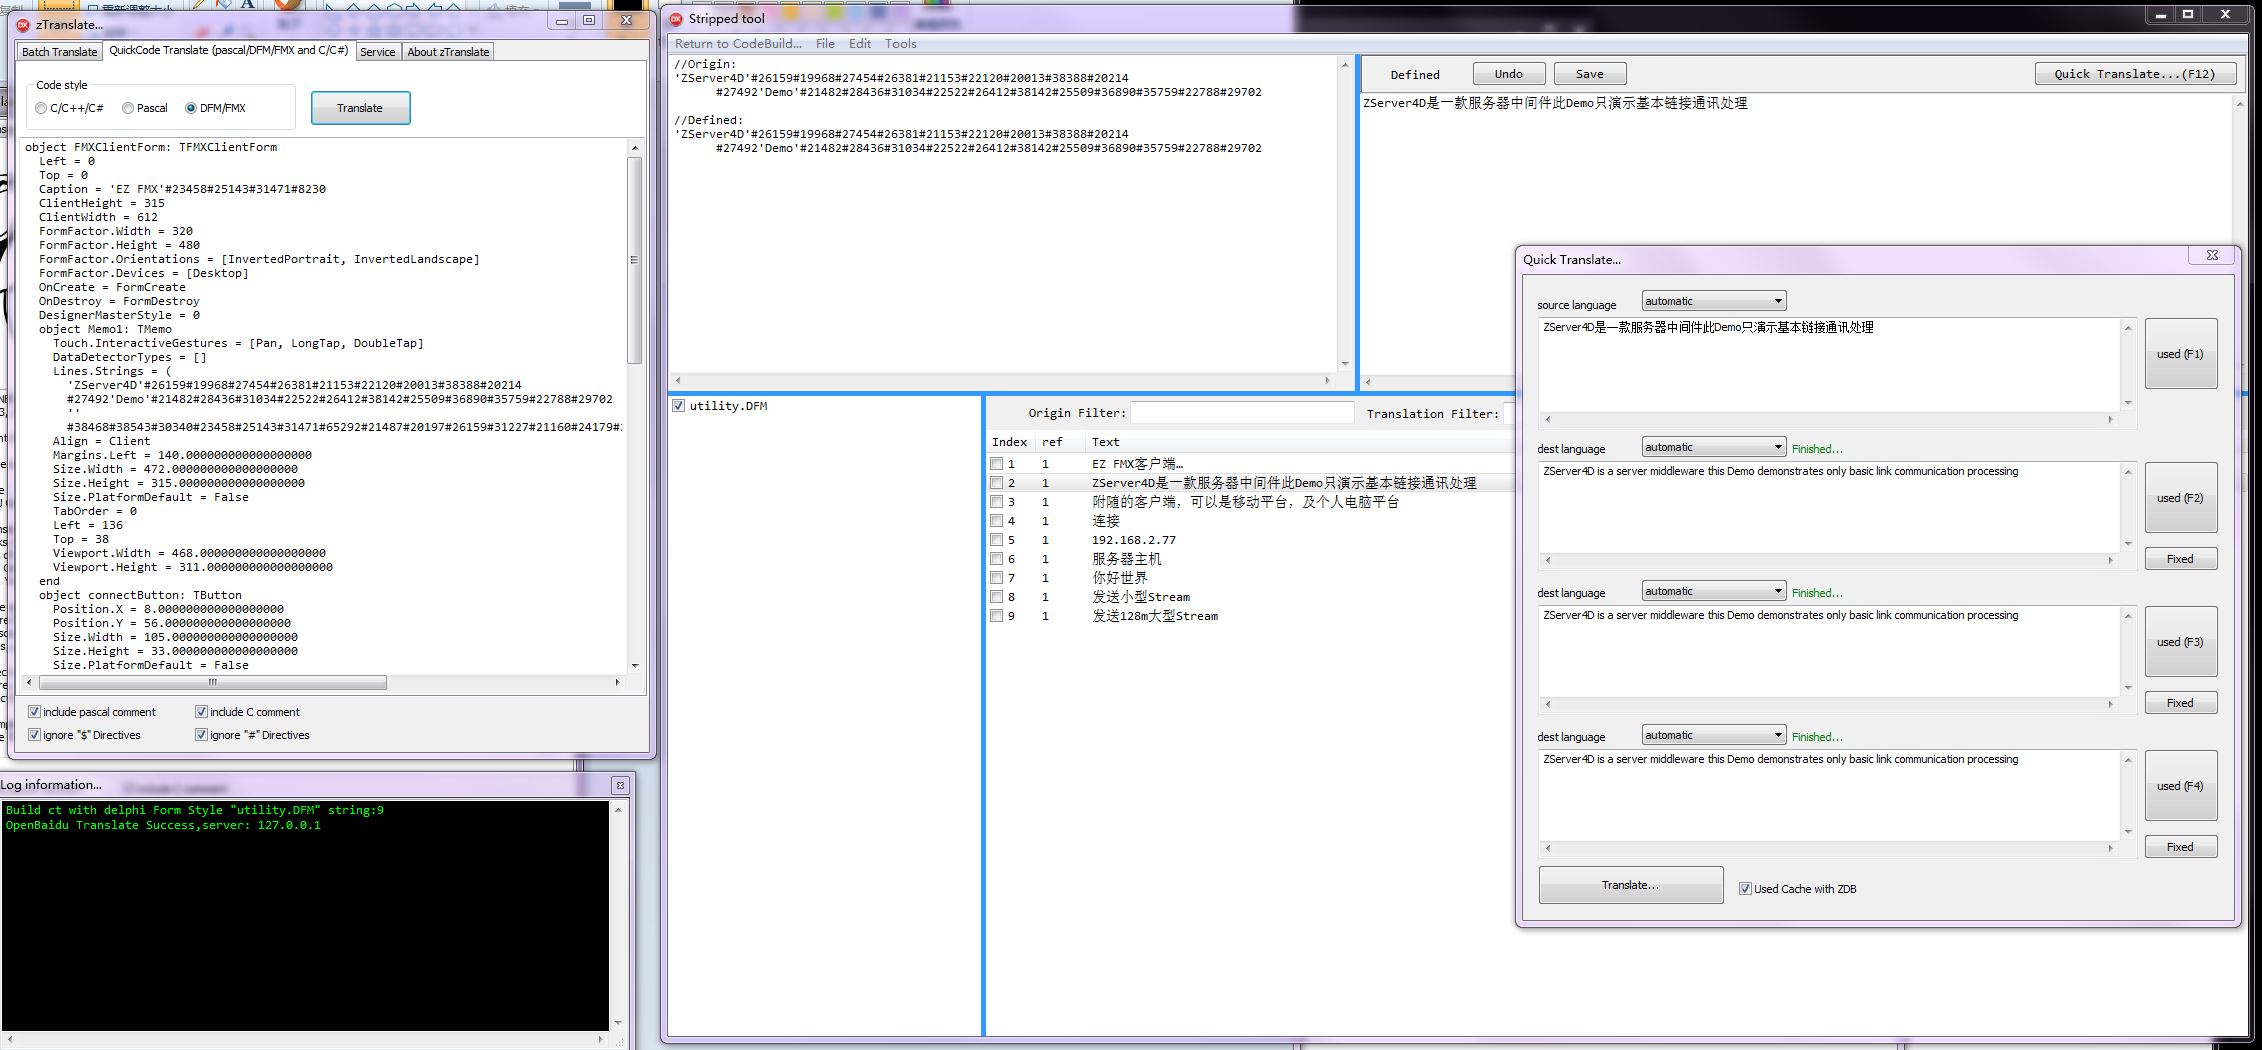 zTranslate...
Batch Translate
QuickCode Translate (pascal/DFM/FMX and C/C#)
Service
About zTranslate
Code style
C/C++/C#
Pascal
DFM/FMX
Translate
object FMXClientForm: TFMXClientForm
Left = 0
Top = 0
Caption = 'EZ FMX'#23458#25143#31471#8230
ClientHeight = 315
ClientWidth = 612
FormFactor.Width = 320
FormFactor.Height = 480
FormFactor.Orientations = [InvertedPortrait, InvertedLandscape]
FormFactor.Devices = [Desktop]
OnCreate = FormCreate
OnDestroy = FormDestroy
DesignerMasterStyle = 0
object Memo1: TMemo
Touch.InteractiveGestures = [Pan, LongTap, DoubleTap]
DataDetectorTypes = []
Lines.Strings = (
'ZServer4D'#26159#19968#27454#26381#21153#22120#20013#38388#20214
#27492'Demo'#21482#28436#31034#22522#26412#38142#25509#36890#35759#22788#29702
''
#38468#38543#30340#23458#25143#31471#65292#21487#20197#26159#31227#21160#24179#
Align = Client
Margins.Left = 140.000000000000000000
Size.Width = 472.000000000000000000
Size.Height = 315.000000000000000000
Size.PlatformDefault = False
TabOrder = 0
Left = 136
Top = 38
Viewport.Width = 468.000000000000000000
Viewport.Height = 311.000000000000000000
end
object connectButton: TButton
Position.X = 8.000000000000000000
Position.Y = 56.000000000000000000
Size.Width = 105.000000000000000000
Size.Height = 33.000000000000000000
Size.PlatformDefault = False
include pascal comment
include C comment
ignore "$" Directives
ignore "#" Directives
Log information...
Build ct with delphi Form Style "utility.DFM" string:9
OpenBaidu Translate Success,server: 127.0.0.1
Stripped tool
Return to CodeBuild...
File
Edit
Tools
//Origin:
'ZServer4D'#26159#19968#27454#26381#21153#22120#20013#38388#20214
#27492'Demo'#21482#28436#31034#22522#26412#38142#25509#36890#35759#22788#29702
//Defined:
'ZServer4D'#26159#19968#27454#26381#21153#22120#20013#38388#20214
#27492'Demo'#21482#28436#31034#22522#26412#38142#25509#36890#35759#22788#29702
Defined
Undo
Save
Quick Translate...(F12)
ZServer4D是一款服务器中间件此Demo只演示基本链接通讯处理
utility.DFM
Origin Filter:
Translation Filter:
Index ref Text
1 1 EZ FMX客户端…
2 1 ZServer4D是一款服务器中间件此Demo只演示基本链接通讯处理
3 1 附随的客户端，可以是移动平台，及个人电脑平台
4 1 连接
5 1 192.168.2.77
6 1 服务器主机
7 1 你好世界
8 1 发送小型Stream
9 1 发送128m大型Stream
Quick Translate...
source language
automatic
ZServer4D是一款服务器中间件此Demo只演示基本链接通讯处理
used (F1)
dest language
automatic
Finished...
ZServer4D is a server middleware this Demo demonstrates only basic link communication processing
used (F2)
Fixed
dest language
automatic
Finished...
ZServer4D is a server middleware this Demo demonstrates only basic link communication processing
used (F3)
Fixed
dest language
automatic
Finished...
ZServer4D is a server middleware this Demo demonstrates only basic link communication processing
used (F4)
Fixed
Translate...
Used Cache with ZDB